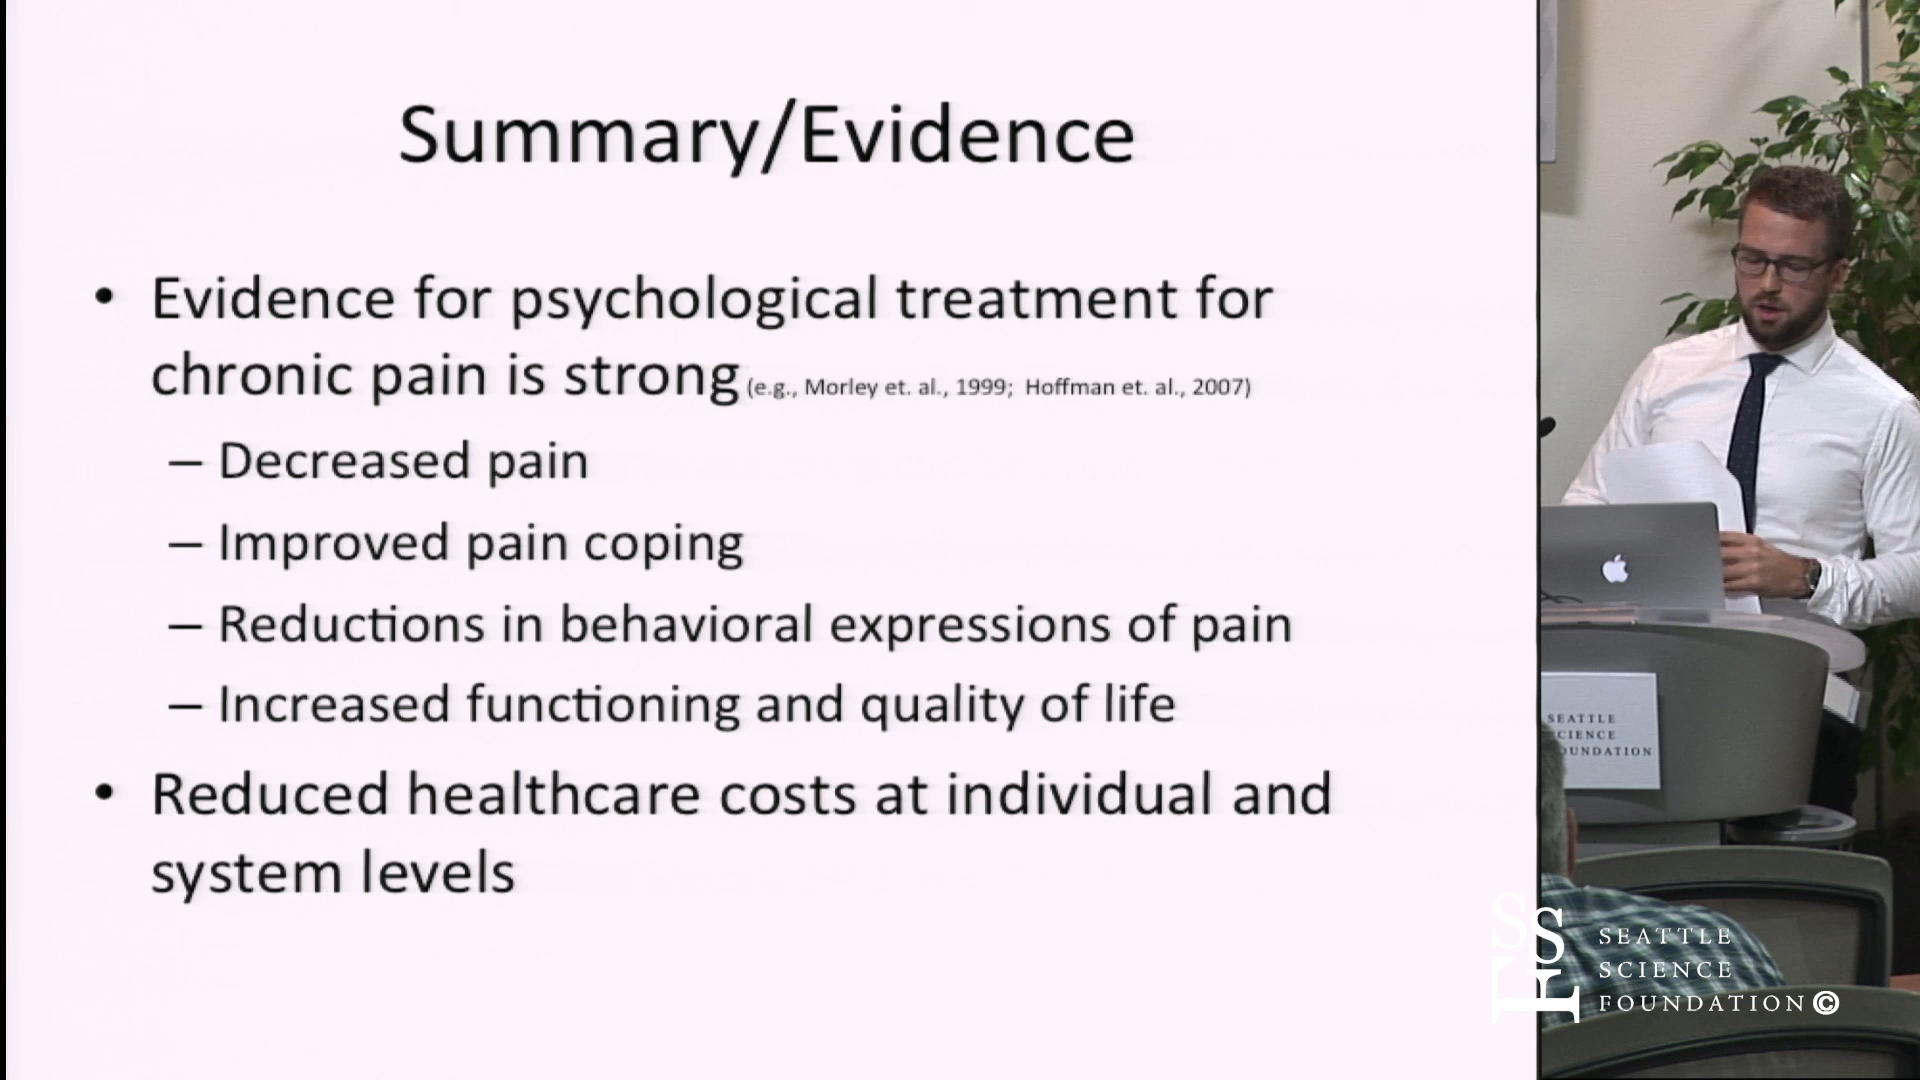 Summary/Evidence
• Evidence for psychological treatment for
chronic pain is strong (e.g., Morley et. al., 1999; Hoffman et. al., 2007)
– Decreased pain
– Improved pain coping
– Reductions in behavioral expressions of pain
– Increased functioning and quality of life
• Reduced healthcare costs at individual and
system levels
SEATTLE
SCIENCE
FOUNDATION
SSF
SEATTLE
SCIENCE
FOUNDATION©